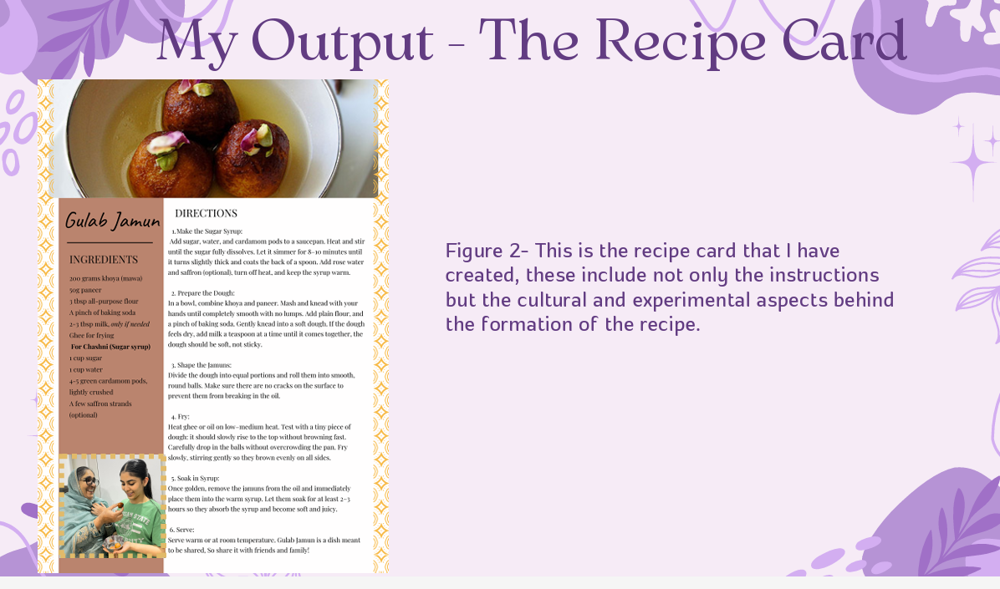 My Output - The Recipe Card
Gulab Jamun
INGREDIENTS
200 grams khoya (mawa)
50g paneer
3 tbsp all-purpose flour
A pinch of baking soda
2-3 tbsp milk, only if needed
Ghee for frying
For Chashni (Sugar syrup)
1 cup sugar
1 cup water
4-5 green cardamom pods,
lightly crushed
A few saffron strands
(optional)
DIRECTIONS
1.Make the Sugar Syrup:
Add sugar, water, and cardamom pods to a saucepan. Heat and stir
until the sugar fully dissolves. Let it simmer for 8–10 minutes until
it turns slightly thick and coats the back of a spoon. Add rose water
and saffron (optional), turn off heat, and keep the syrup warm.
2. Prepare the Dough:
In a bowl, combine khoya and paneer. Mash and knead with your
hands until completely smooth with no lumps. Add plain flour, and
a pinch of baking soda. Gently knead into a soft dough. If the dough
feels dry, add milk a teaspoon at a time until it comes together, the
dough should be soft, not sticky.
3. Shape the Jamuns:
Divide the dough into equal portions and roll them into smooth,
round balls. Make sure there are no cracks on the surface to
prevent them from breaking in the oil.
4. Fry:
Heat ghee or oil on low–medium heat. Test with a tiny piece of
dough: it should slowly rise to the top without browning fast.
Carefully drop in the balls without overcrowding the pan. Fry
slowly, stirring gently so they brown evenly on all sides.
5. Soak in Syrup:
Once golden, remove the jamuns from the oil and immediately
place them into the warm syrup. Let them soak for at least 2–3
hours so they absorb the syrup and become soft and juicy.
6. Serve:
Serve warm or at room temperature. Gulab Jamun is a dish meant
to be shared, So share it with friends and family!
Figure 2- This is the recipe card that I have
created, these include not only the instructions
but the cultural and experimental aspects behind
the formation of the recipe.